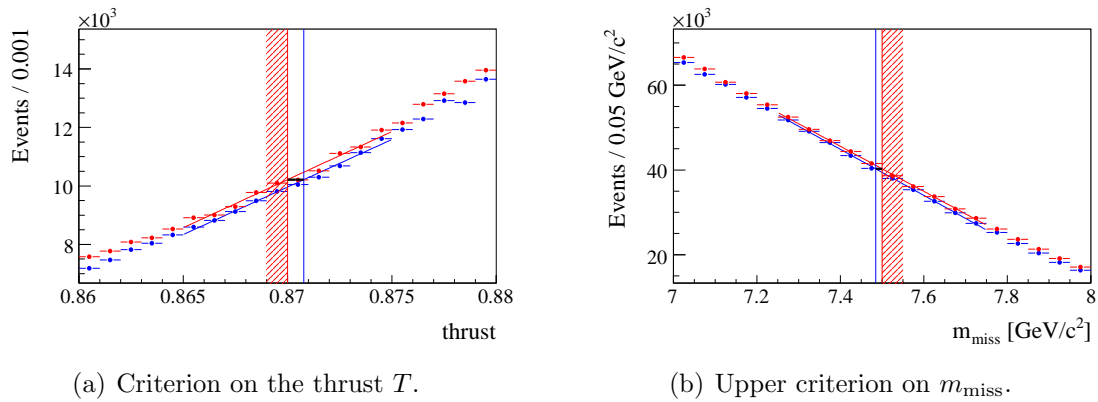 ×10³
Events / 0.001
14
12
10
8
0.86 0.865 0.87 0.875 0.88
thrust
(a) Criterion on the thrust T.
×10³
Events / 0.05 GeV/c²
60
40
20
7 7.2 7.4 7.6 7.8 8
m_miss [GeV/c²]
(b) Upper criterion on m_miss.